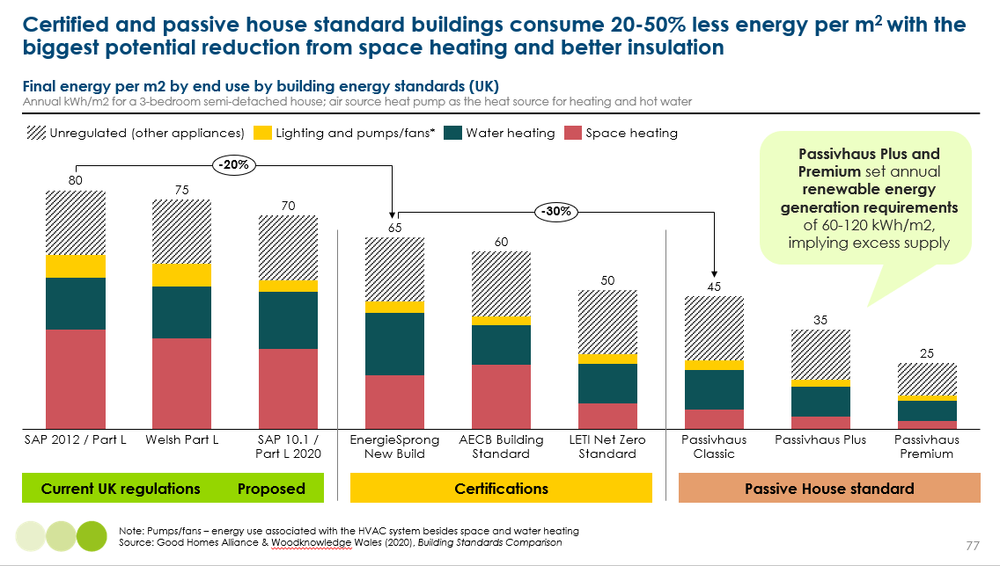 Certified and passive house standard buildings consume 20-50% less energy per m2 with the
biggest potential reduction from space heating and better insulation
Final energy per m2 by end use by building energy standards (UK)
Annual kWh/m2 for a 3-bedroom semi-detached house; air source heat pump as the heat source for heating and hot water
Unregulated (other appliances)
Lighting and pumps/fans*
Water heating
Space heating
Passivhaus Plus and
Premium set annual
renewable energy
generation requirements
of 60-120 kWh/m2,
implying excess supply
-20%
-30%
80
75
70
65
60
50
45
35
25
SAP 2012 / Part L
Welsh Part L
SAP 10.1 /
Part L 2020
EnergieSprong
New Build
AECB Building
Standard
LETI Net Zero
Standard
Passivhaus
Classic
Passivhaus Plus
Passivhaus
Premium
Current UK regulations
Proposed
Certifications
Passive House standard
Note: Pumps/fans – energy use associated with the HVAC system besides space and water heating
Source: Good Homes Alliance & Woodknowledge Wales (2020), Building Standards Comparison
77